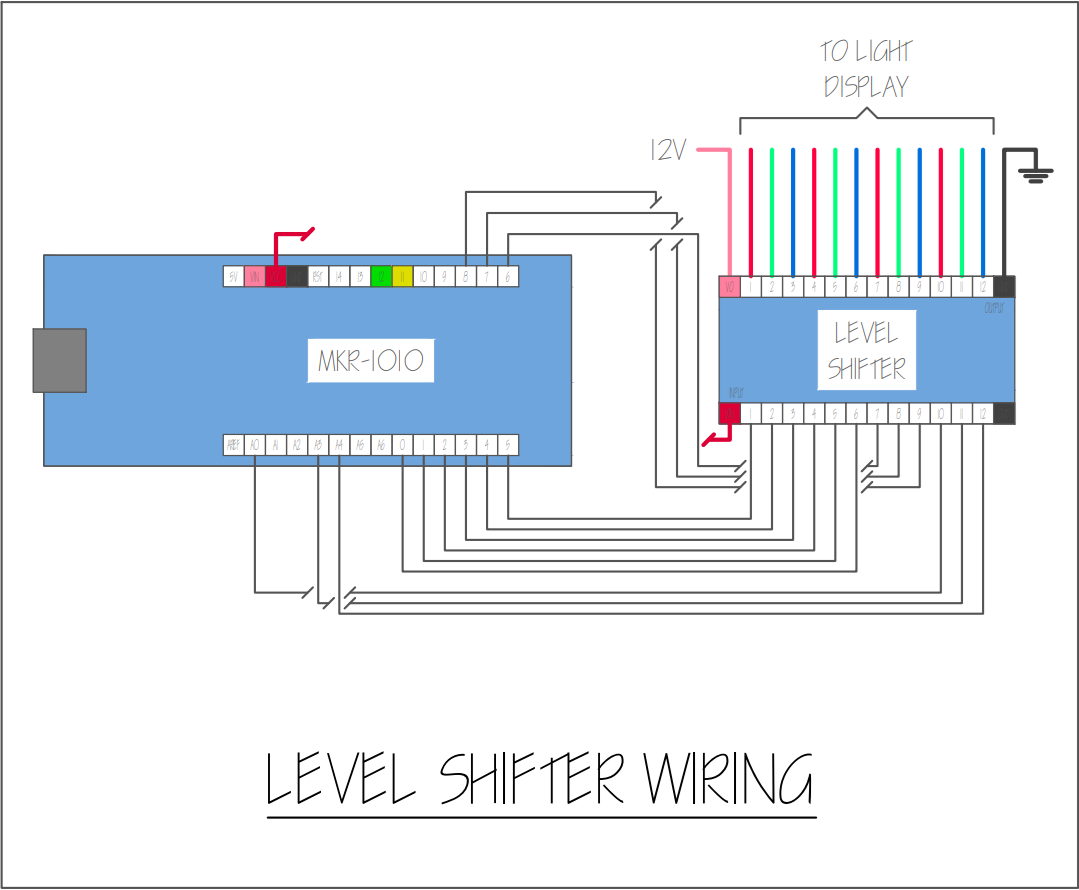 TO LIGHT
DISPLAY
12V
5V VIN RST 14 13 12 11 10 9 8 7 6
1 2 3 4 5 6 7 8 9 10 11 12
OUTPUT
MKR-1010
LEVEL
SHIFTER
INPUT
AREF A0 A1 A2 A3 A4 A5 A6 0 1 2 3 4 5
1 2 3 4 5 6 7 8 9 10 11 12
LEVEL SHIFTER WIRING